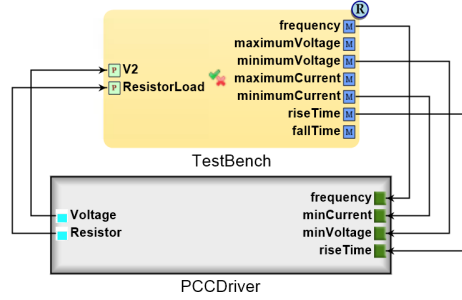 R
frequency M
maximumVoltage M
minimumVoltage M
P V2
maximumCurrent M
P ResistorLoad
minimumCurrent M
riseTime M
fallTime M
TestBench
frequency
Voltage
minCurrent
Resistor
minVoltage
riseTime
PCCDriver